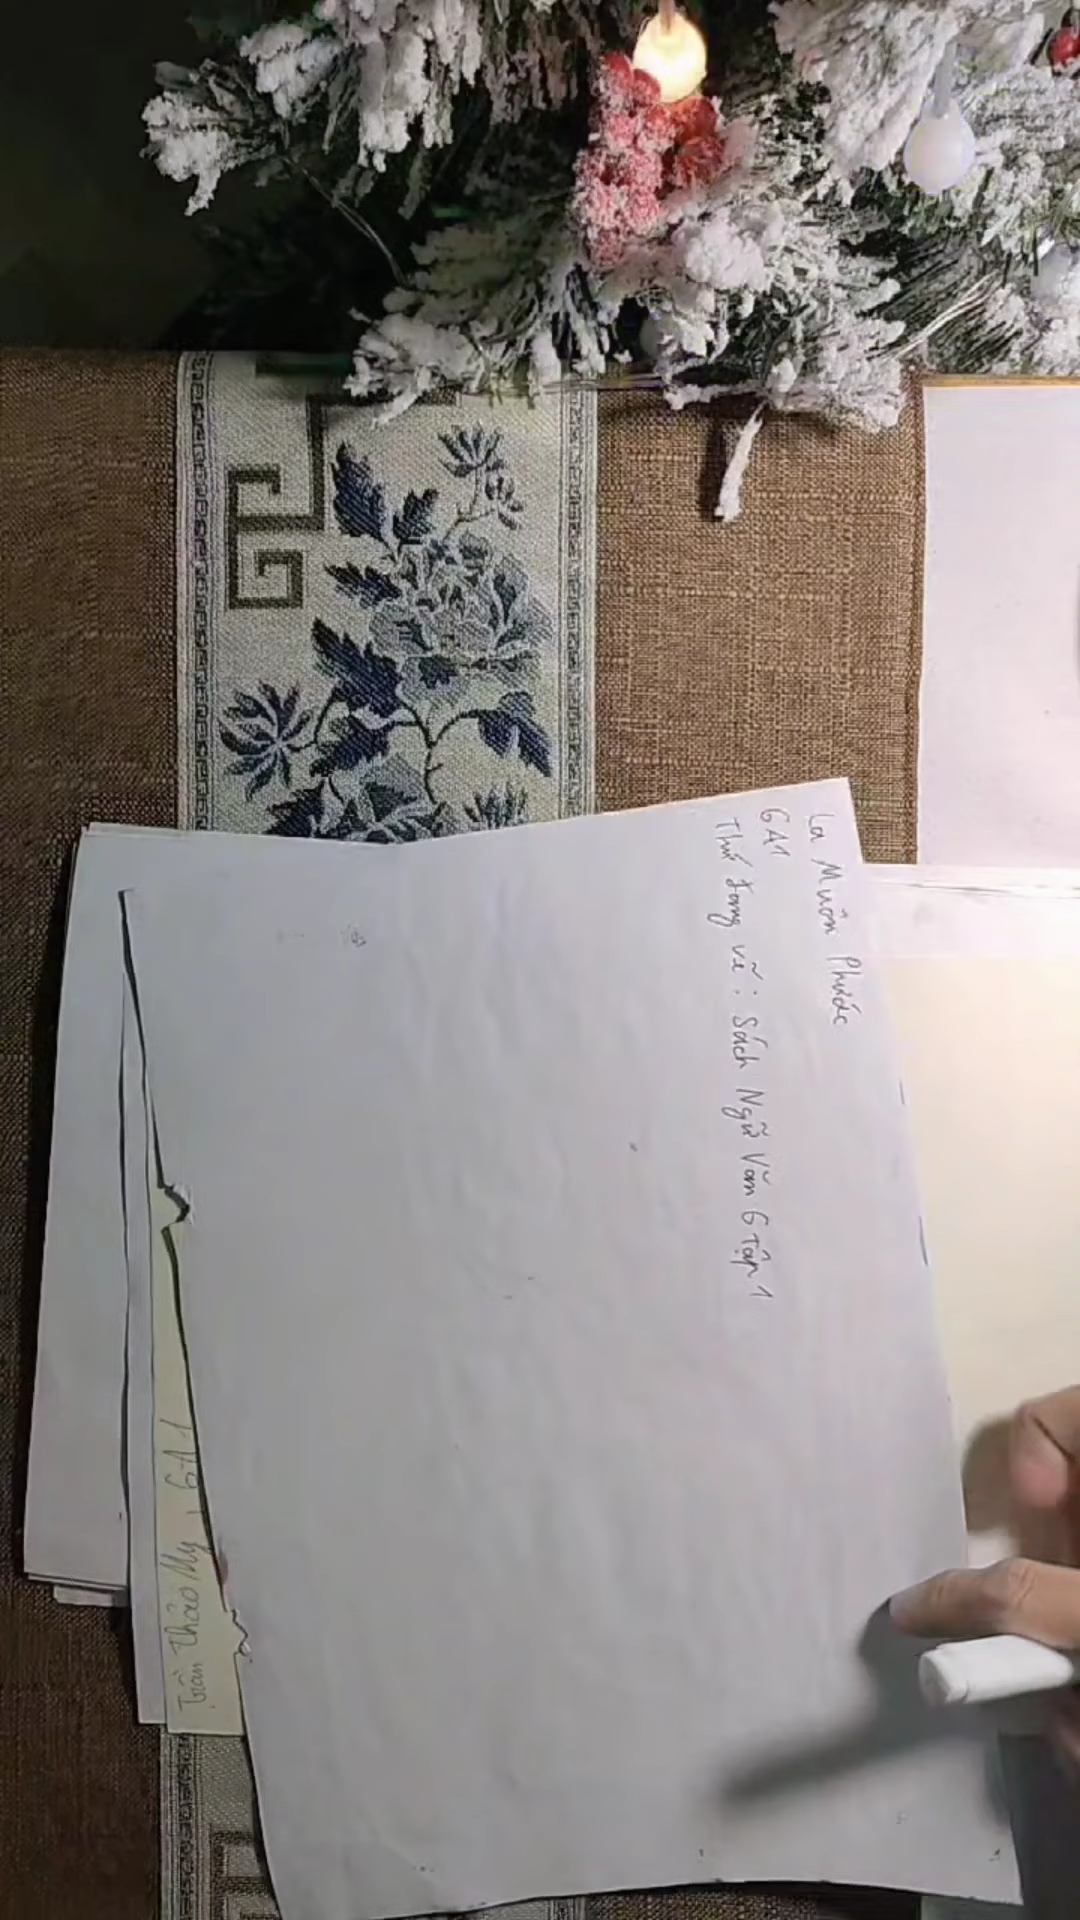 La Muôn Phước
6A1
Thứ đang vẽ : Sách Ngữ Văn 6 tập 1
Trần Thảo My , 6A1